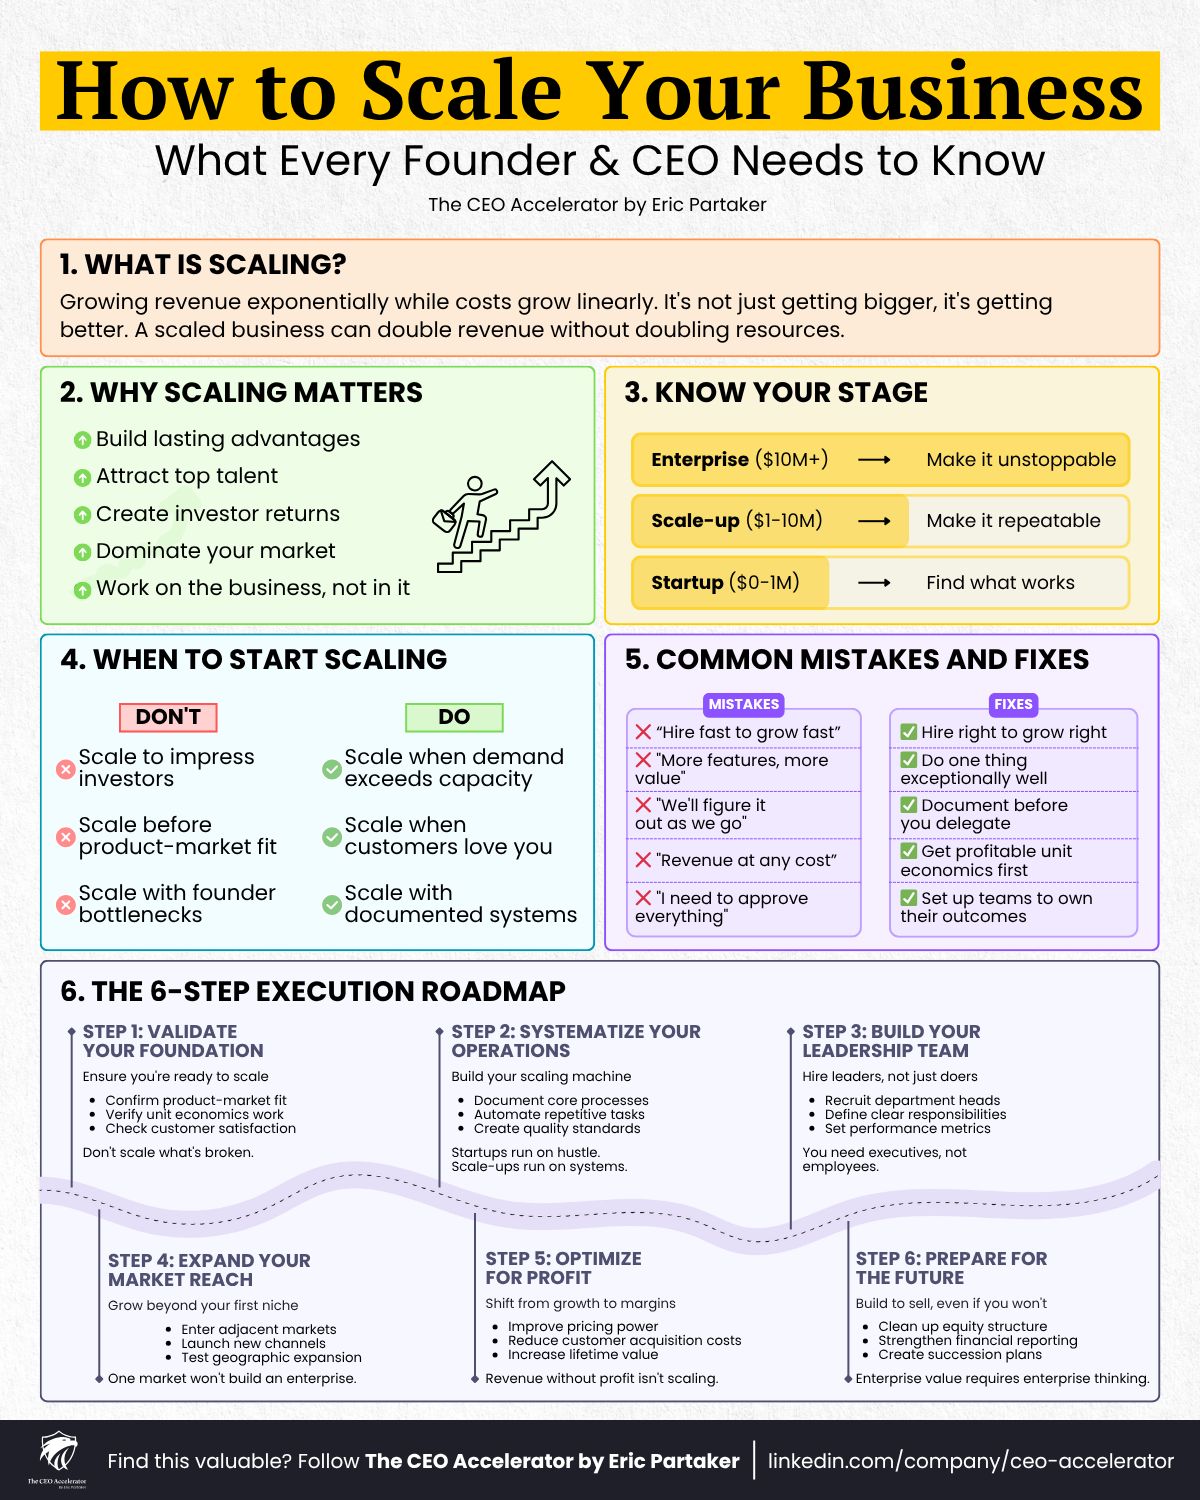 How to Scale Your Business
What Every Founder & CEO Needs to Know
The CEO Accelerator by Eric Partaker
1. WHAT IS SCALING?
Growing revenue exponentially while costs grow linearly. It's not just getting bigger, it's getting
better. A scaled business can double revenue without doubling resources.
2. WHY SCALING MATTERS
Build lasting advantages
Attract top talent
Create investor returns
Dominate your market
Work on the business, not in it
3. KNOW YOUR STAGE
Enterprise ($10M+) → Make it unstoppable
Scale-up ($1-10M) → Make it repeatable
Startup ($0-1M) → Find what works
4. WHEN TO START SCALING
DON'T
Scale to impress
investors
Scale before
product-market fit
Scale with founder
bottlenecks
DO
Scale when demand
exceeds capacity
Scale when
customers love you
Scale with
documented systems
5. COMMON MISTAKES AND FIXES
MISTAKES
❌ “Hire fast to grow fast”
❌ "More features, more
value"
❌ "We'll figure it
out as we go"
❌ "Revenue at any cost”
❌ "I need to approve
everything"
FIXES
✅ Hire right to grow right
✅ Do one thing
exceptionally well
✅ Document before
you delegate
✅ Get profitable unit
economics first
✅ Set up teams to own
their outcomes
6. THE 6-STEP EXECUTION ROADMAP
STEP 1: VALIDATE
YOUR FOUNDATION
Ensure you're ready to scale
• Confirm product-market fit
• Verify unit economics work
• Check customer satisfaction
Don't scale what's broken.
STEP 2: SYSTEMATIZE YOUR
OPERATIONS
Build your scaling machine
• Document core processes
• Automate repetitive tasks
• Create quality standards
Startups run on hustle.
Scale-ups run on systems.
STEP 3: BUILD YOUR
LEADERSHIP TEAM
Hire leaders, not just doers
• Recruit department heads
• Define clear responsibilities
• Set performance metrics
You need executives, not
employees.
STEP 4: EXPAND YOUR
MARKET REACH
Grow beyond your first niche
• Enter adjacent markets
• Launch new channels
• Test geographic expansion
One market won't build an enterprise.
STEP 5: OPTIMIZE
FOR PROFIT
Shift from growth to margins
• Improve pricing power
• Reduce customer acquisition costs
• Increase lifetime value
Revenue without profit isn't scaling.
STEP 6: PREPARE FOR
THE FUTURE
Build to sell, even if you won't
• Clean up equity structure
• Strengthen financial reporting
• Create succession plans
Enterprise value requires enterprise thinking.
The CEO Accelerator
By Eric Partaker
Find this valuable? Follow The CEO Accelerator by Eric Partaker
linkedin.com/company/ceo-accelerator